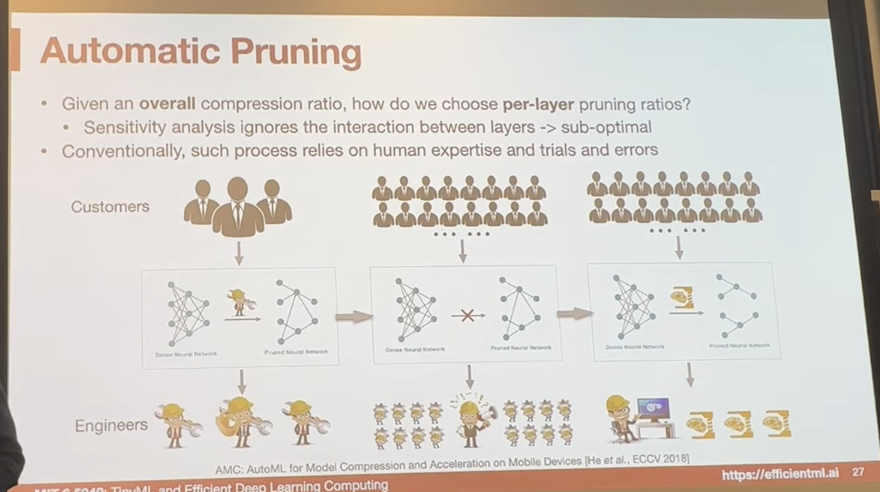 Automatic Pruning
• Given an overall compression ratio, how do we choose per-layer pruning ratios?
• Sensitivity analysis ignores the interaction between layers -> sub-optimal
• Conventionally, such process relies on human expertise and trials and errors
Customers
Dense Neural Network
Pruned Neural Network
Dense Neural Network
Pruned Neural Network
Dense Neural Network
Pruned Neural Network
Engineers
AMC: AutoML for Model Compression and Acceleration on Mobile Devices [He et al., ECCV 2018]
TinyML and Efficient Deep Learning Computing
https://efficientml.ai 27